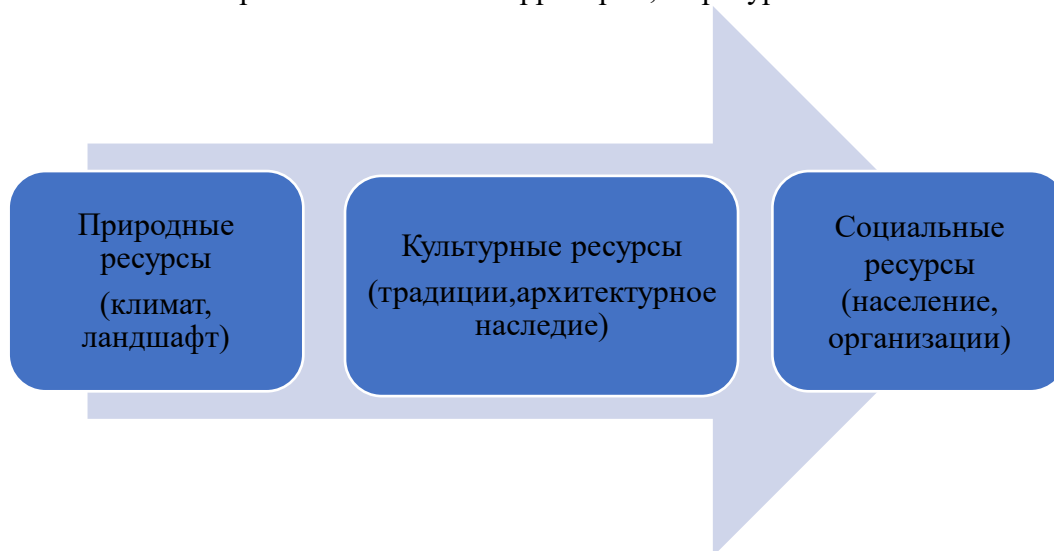 Природные
ресурсы
(климат,
ландшафт)
Культурные ресурсы
(традиции,архитектурное
наследие)
Социальные
ресурсы
(население,
организации)